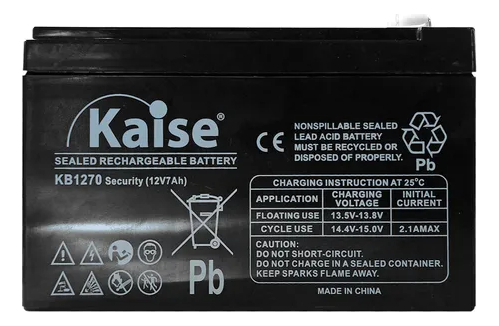 Kaise
SEALED RECHARGEABLE BATTERY
KB1270 Security (12V7Ah)
Pb
CE
NONSPILLABLE SEALED
LEAD ACID BATTERY
MUST BE RECYCLED OR
DISPOSED OF PROPERLY.
Pb
CHARGING INSTRUCTION AT 25°C
APPLICATION CHARGING VOLTAGE INITIAL CURRENT
FLOATING USE 13.5V-13.8V
CYCLE USE 14.4V-15.0V 2.1AMAX
CAUTION:
DO NOT SHORT-CIRCUIT.
DO NOT CHARGE IN A SEALED CONTAINER.
KEEP SPARKS FLAME AWAY.
MADE IN CHINA